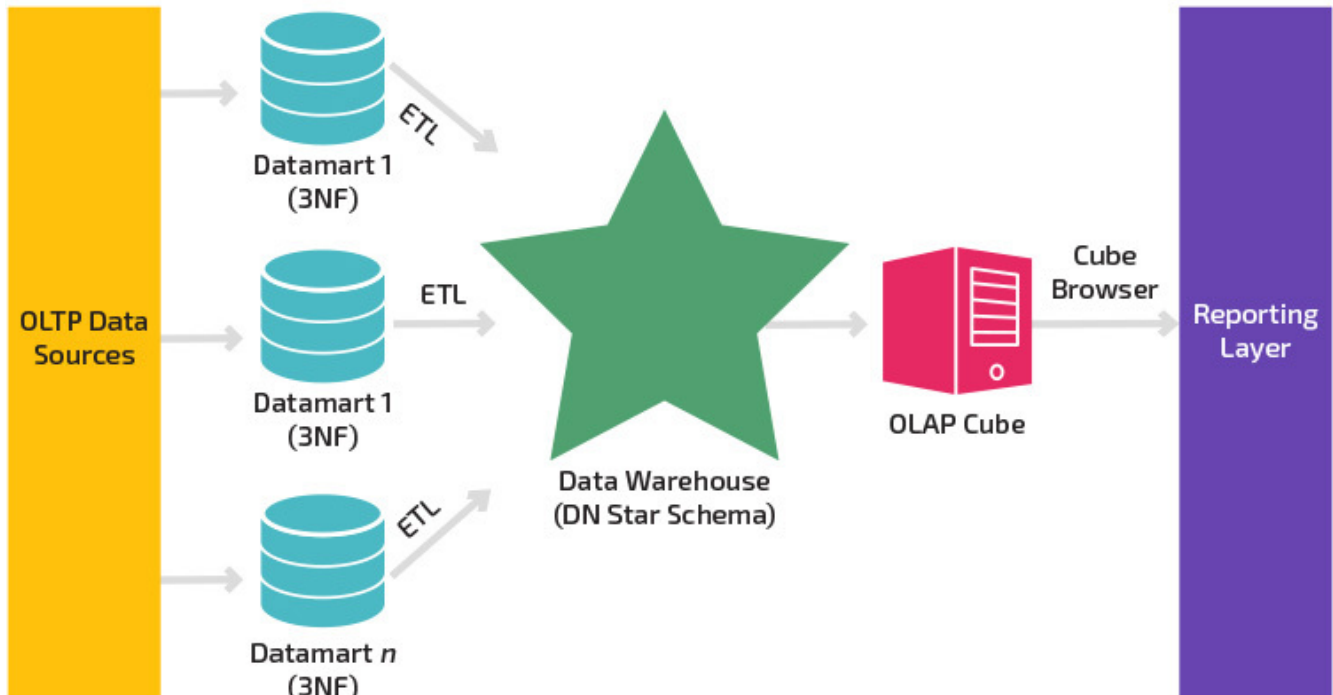 OLTP Data
Sources
Datamart 1
(3NF)
ETL
Datamart 1
(3NF)
ETL
Datamart n
(3NF)
ETL
Data Warehouse
(DN Star Schema)
OLAP Cube
Cube
Browser
Reporting
Layer